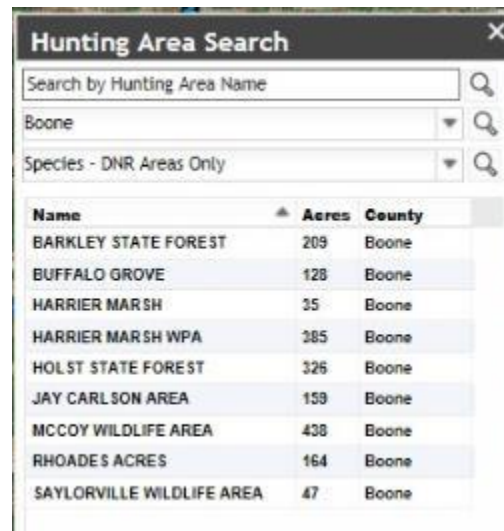 Hunting Area Search
Search by Hunting Area Name
Boone
Species - DNR Areas Only
Name Acres County
BARKLEY STATE FOREST 209 Boone
BUFFALO GROVE 128 Boone
HARRIER MARSH 35 Boone
HARRIER MARSH WPA 385 Boone
HOLST STATE FOREST 326 Boone
JAY CARLSON AREA 159 Boone
MCCOY WILDLIFE AREA 438 Boone
RHOADES ACRES 164 Boone
SAYLORVILLE WILDLIFE AREA 47 Boone